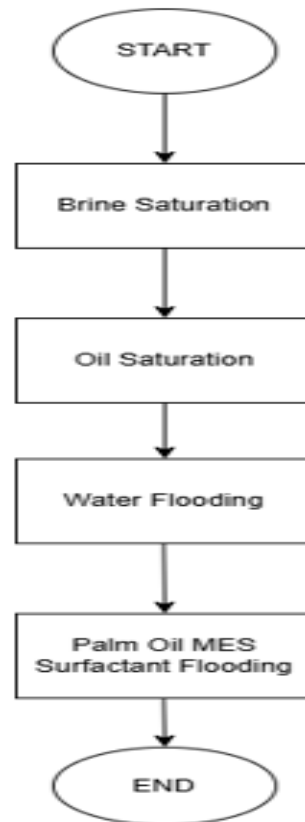 START
Brine Saturation
Oil Saturation
Water Flooding
Palm Oil MES
Surfactant Flooding
END